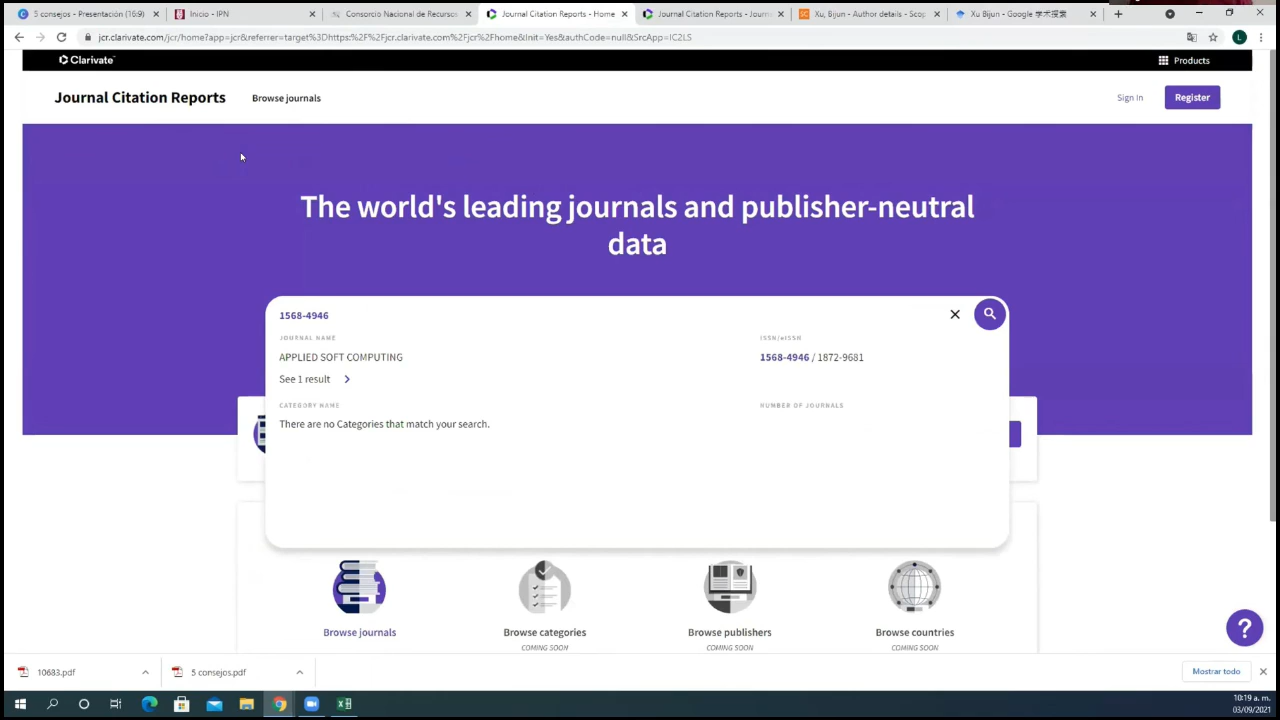 5 consejos - Presentación (16:9)
Inicio - IPN
Consorcio Nacional de Recursos
Journal Citation Reports - Home
Journal Citation Reports - Journ
Xu, Bijun - Author details - Scop
Xu Bijun - Google 学术搜索
jcr.clarivate.com/jcr/home?app=jcr&referrer=target%3Dhttps:%2F%2Fjcr.clarivate.com%2Fjcr%2Fhome&Init=Yes&authCode=null&SrcApp=IC2LS
L
Clarivate
Products
Journal Citation Reports
Browse journals
Sign In
Register
The world's leading journals and publisher-neutral
data
1568-4946
JOURNAL NAME
ISSN/eISSN
APPLIED SOFT COMPUTING
1568-4946 / 1872-9681
See 1 result
CATEGORY NAME
NUMBER OF JOURNALS
There are no Categories that match your search.
Browse journals
Browse categories
Browse publishers
Browse countries
COMING SOON
COMING SOON
COMING SOON
?
10683.pdf
5 consejos.pdf
Mostrar todo
10:19 a. m.
03/09/2021